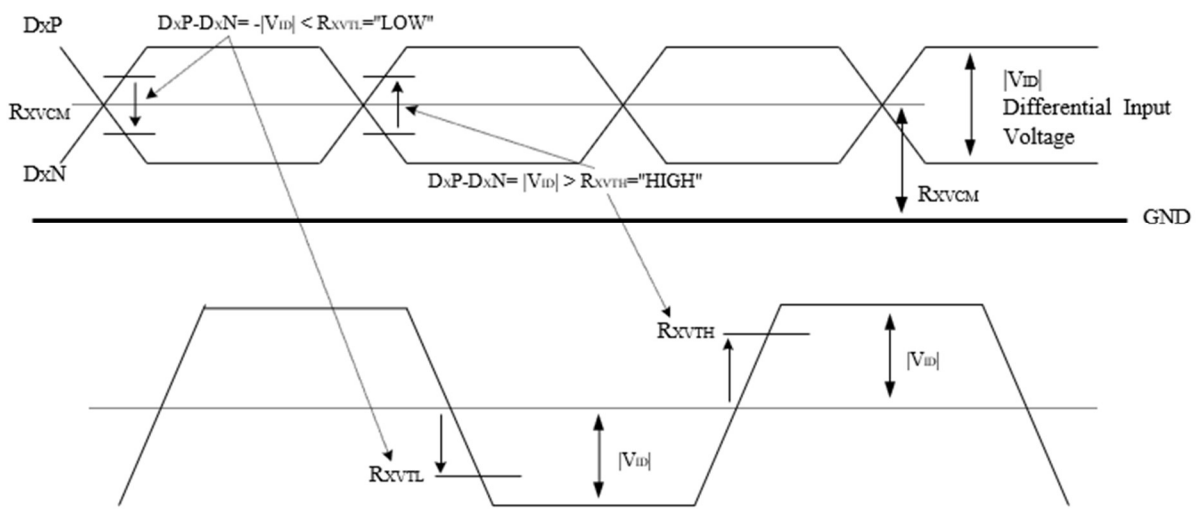 DxP
DxP-DxN= -|VID| < RXVTL="LOW"
RXVCM
|VID|
Differential Input
Voltage
DxN
DxP-DxN= |VID| > RXVTH="HIGH"
RXVCM
GND
RXVTH
|VID|
RXVTL
|VID|